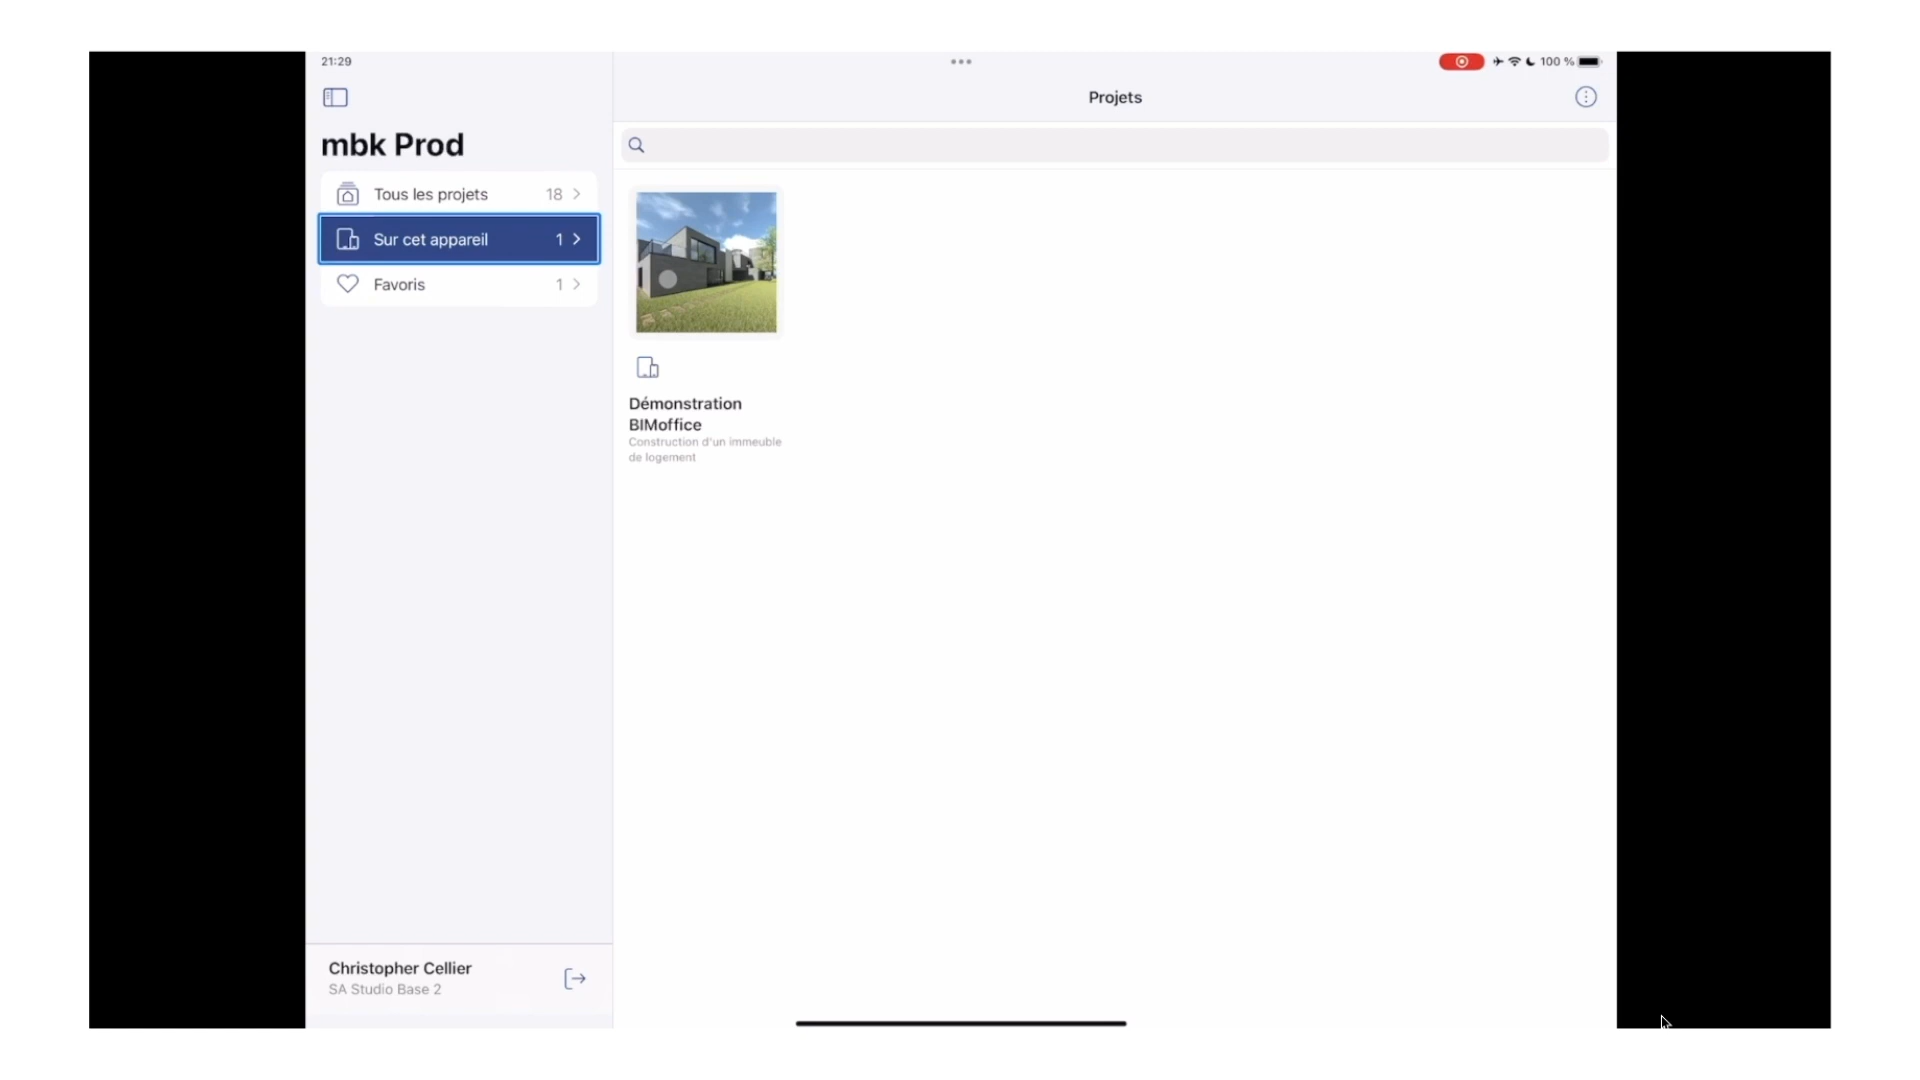 21:29
100 %
Projets
mbk Prod
Tous les projets 18
Sur cet appareil 1
Favoris 1
Démonstration
BIMoffice
Construction d'un immeuble
de logement
Christopher Cellier
SA Studio Base 2